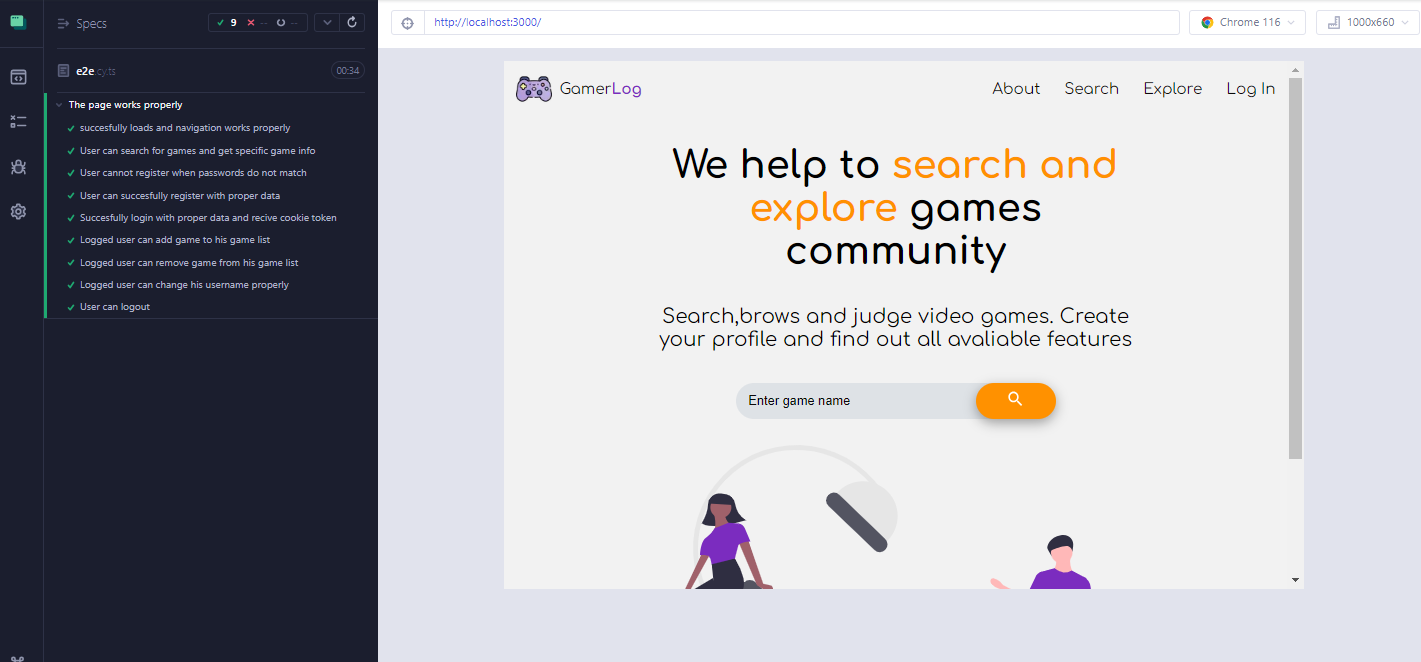 Specs
9
--
--
http://localhost:3000/
Chrome 116
1000x660
e2e.cy.ts
00:34
The page works properly
succesfully loads and navigation works properly
User can search for games and get specific game info
User cannot register when passwords do not match
User can succesfully register with proper data
Succesfully login with proper data and recive cookie token
Logged user can add game to his game list
Logged user can remove game from his game list
Logged user can change his username properly
User can logout
GamerLog
About Search Explore Log In
We help to search and
explore games
community
Search,brows and judge video games. Create
your profile and find out all avaliable features
Enter game name